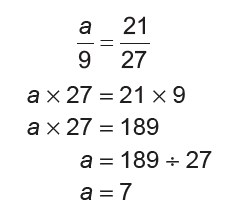 a/9 = 21/27
a × 27 = 21 × 9
a × 27 = 189
a = 189 ÷ 27
a = 7